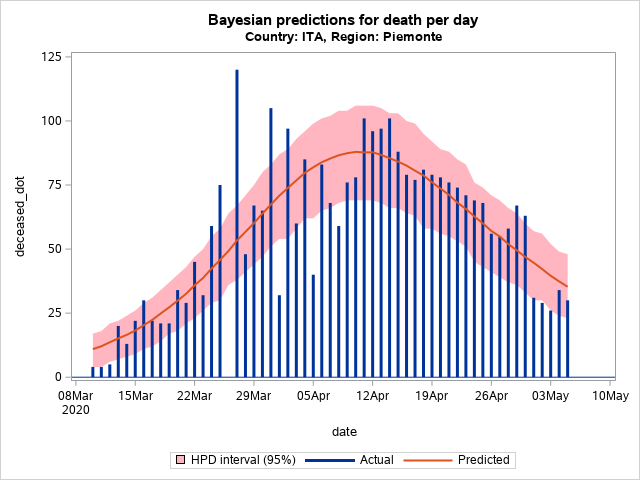 Bayesian predictions for death per day
Country: ITA, Region: Piemonte
125
100
75
50
25
0
deceased_dot
08Mar 15Mar 22Mar 29Mar 05Apr 12Apr 19Apr 26Apr 03May 10May
2020
date
HPD interval (95%) Actual Predicted